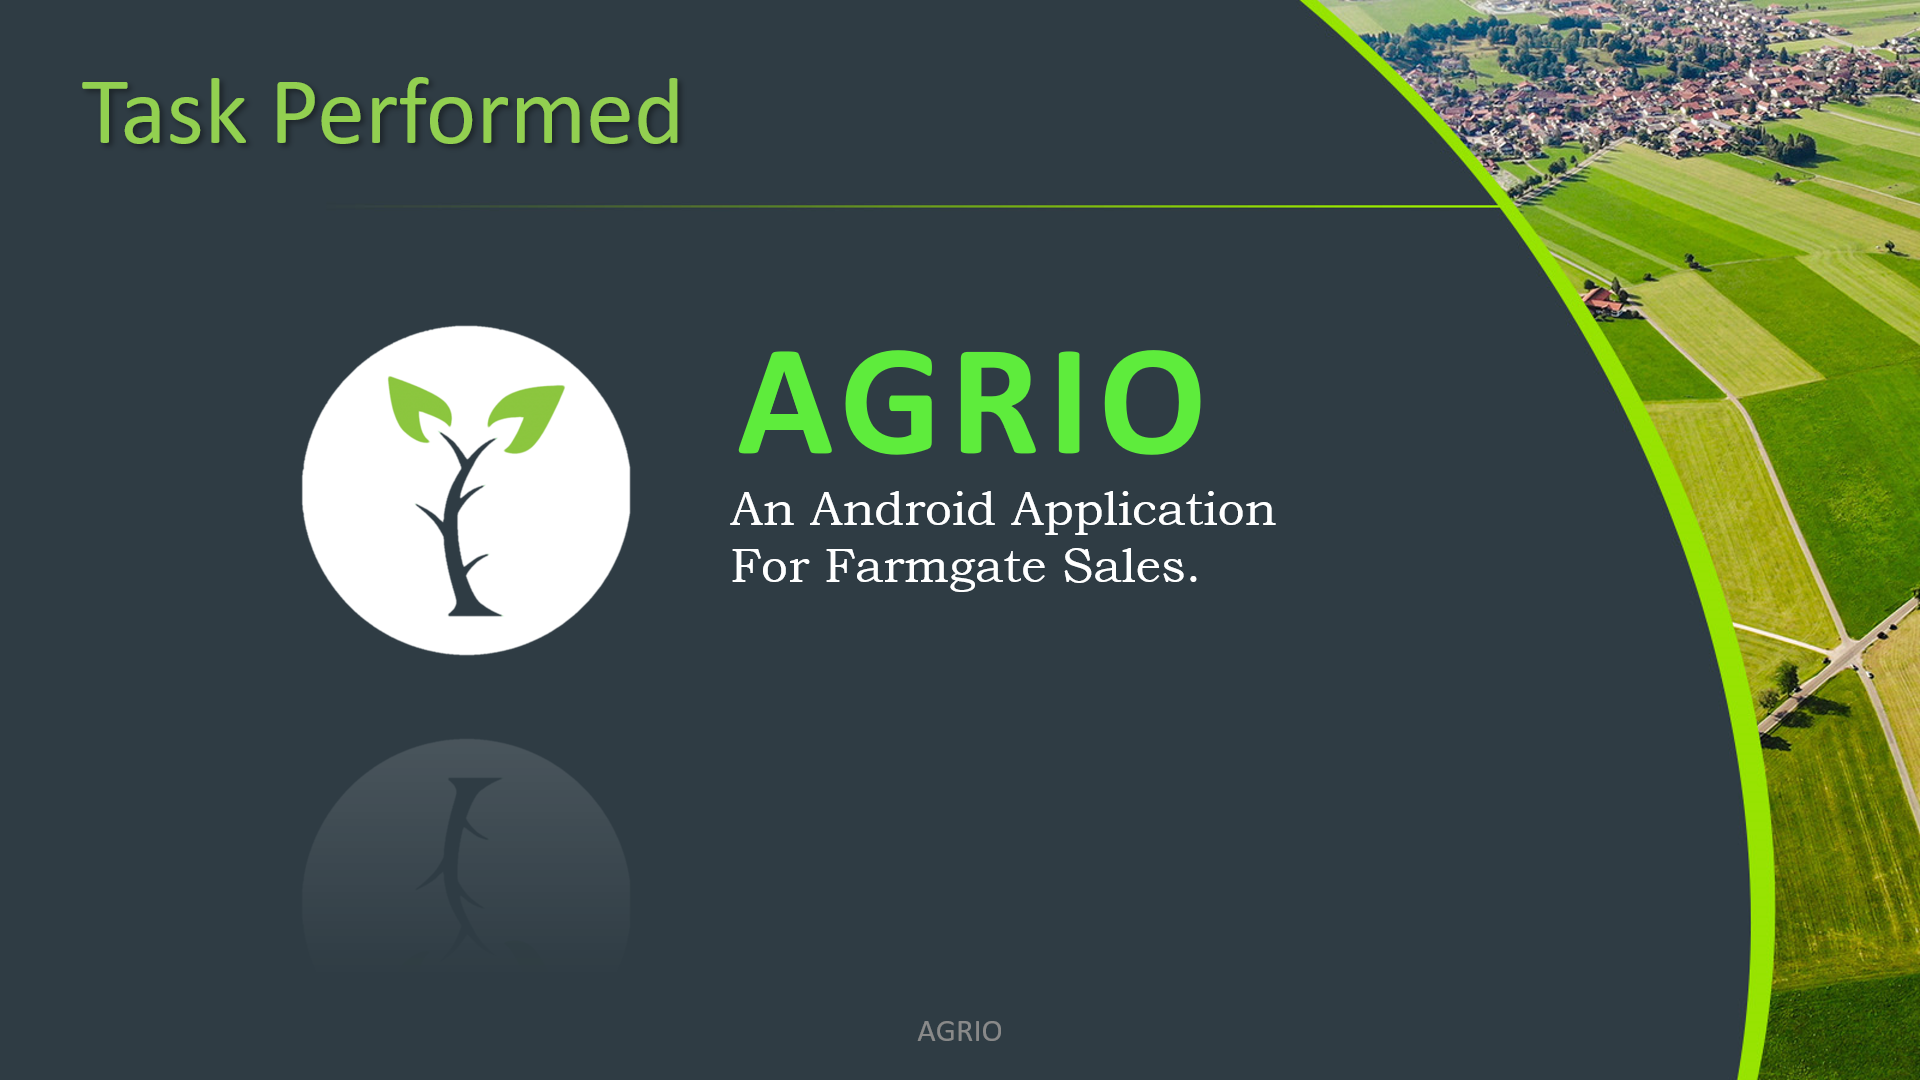 Task Performed
AGRIO
An Android Application
For Farmgate Sales.
AGRIO